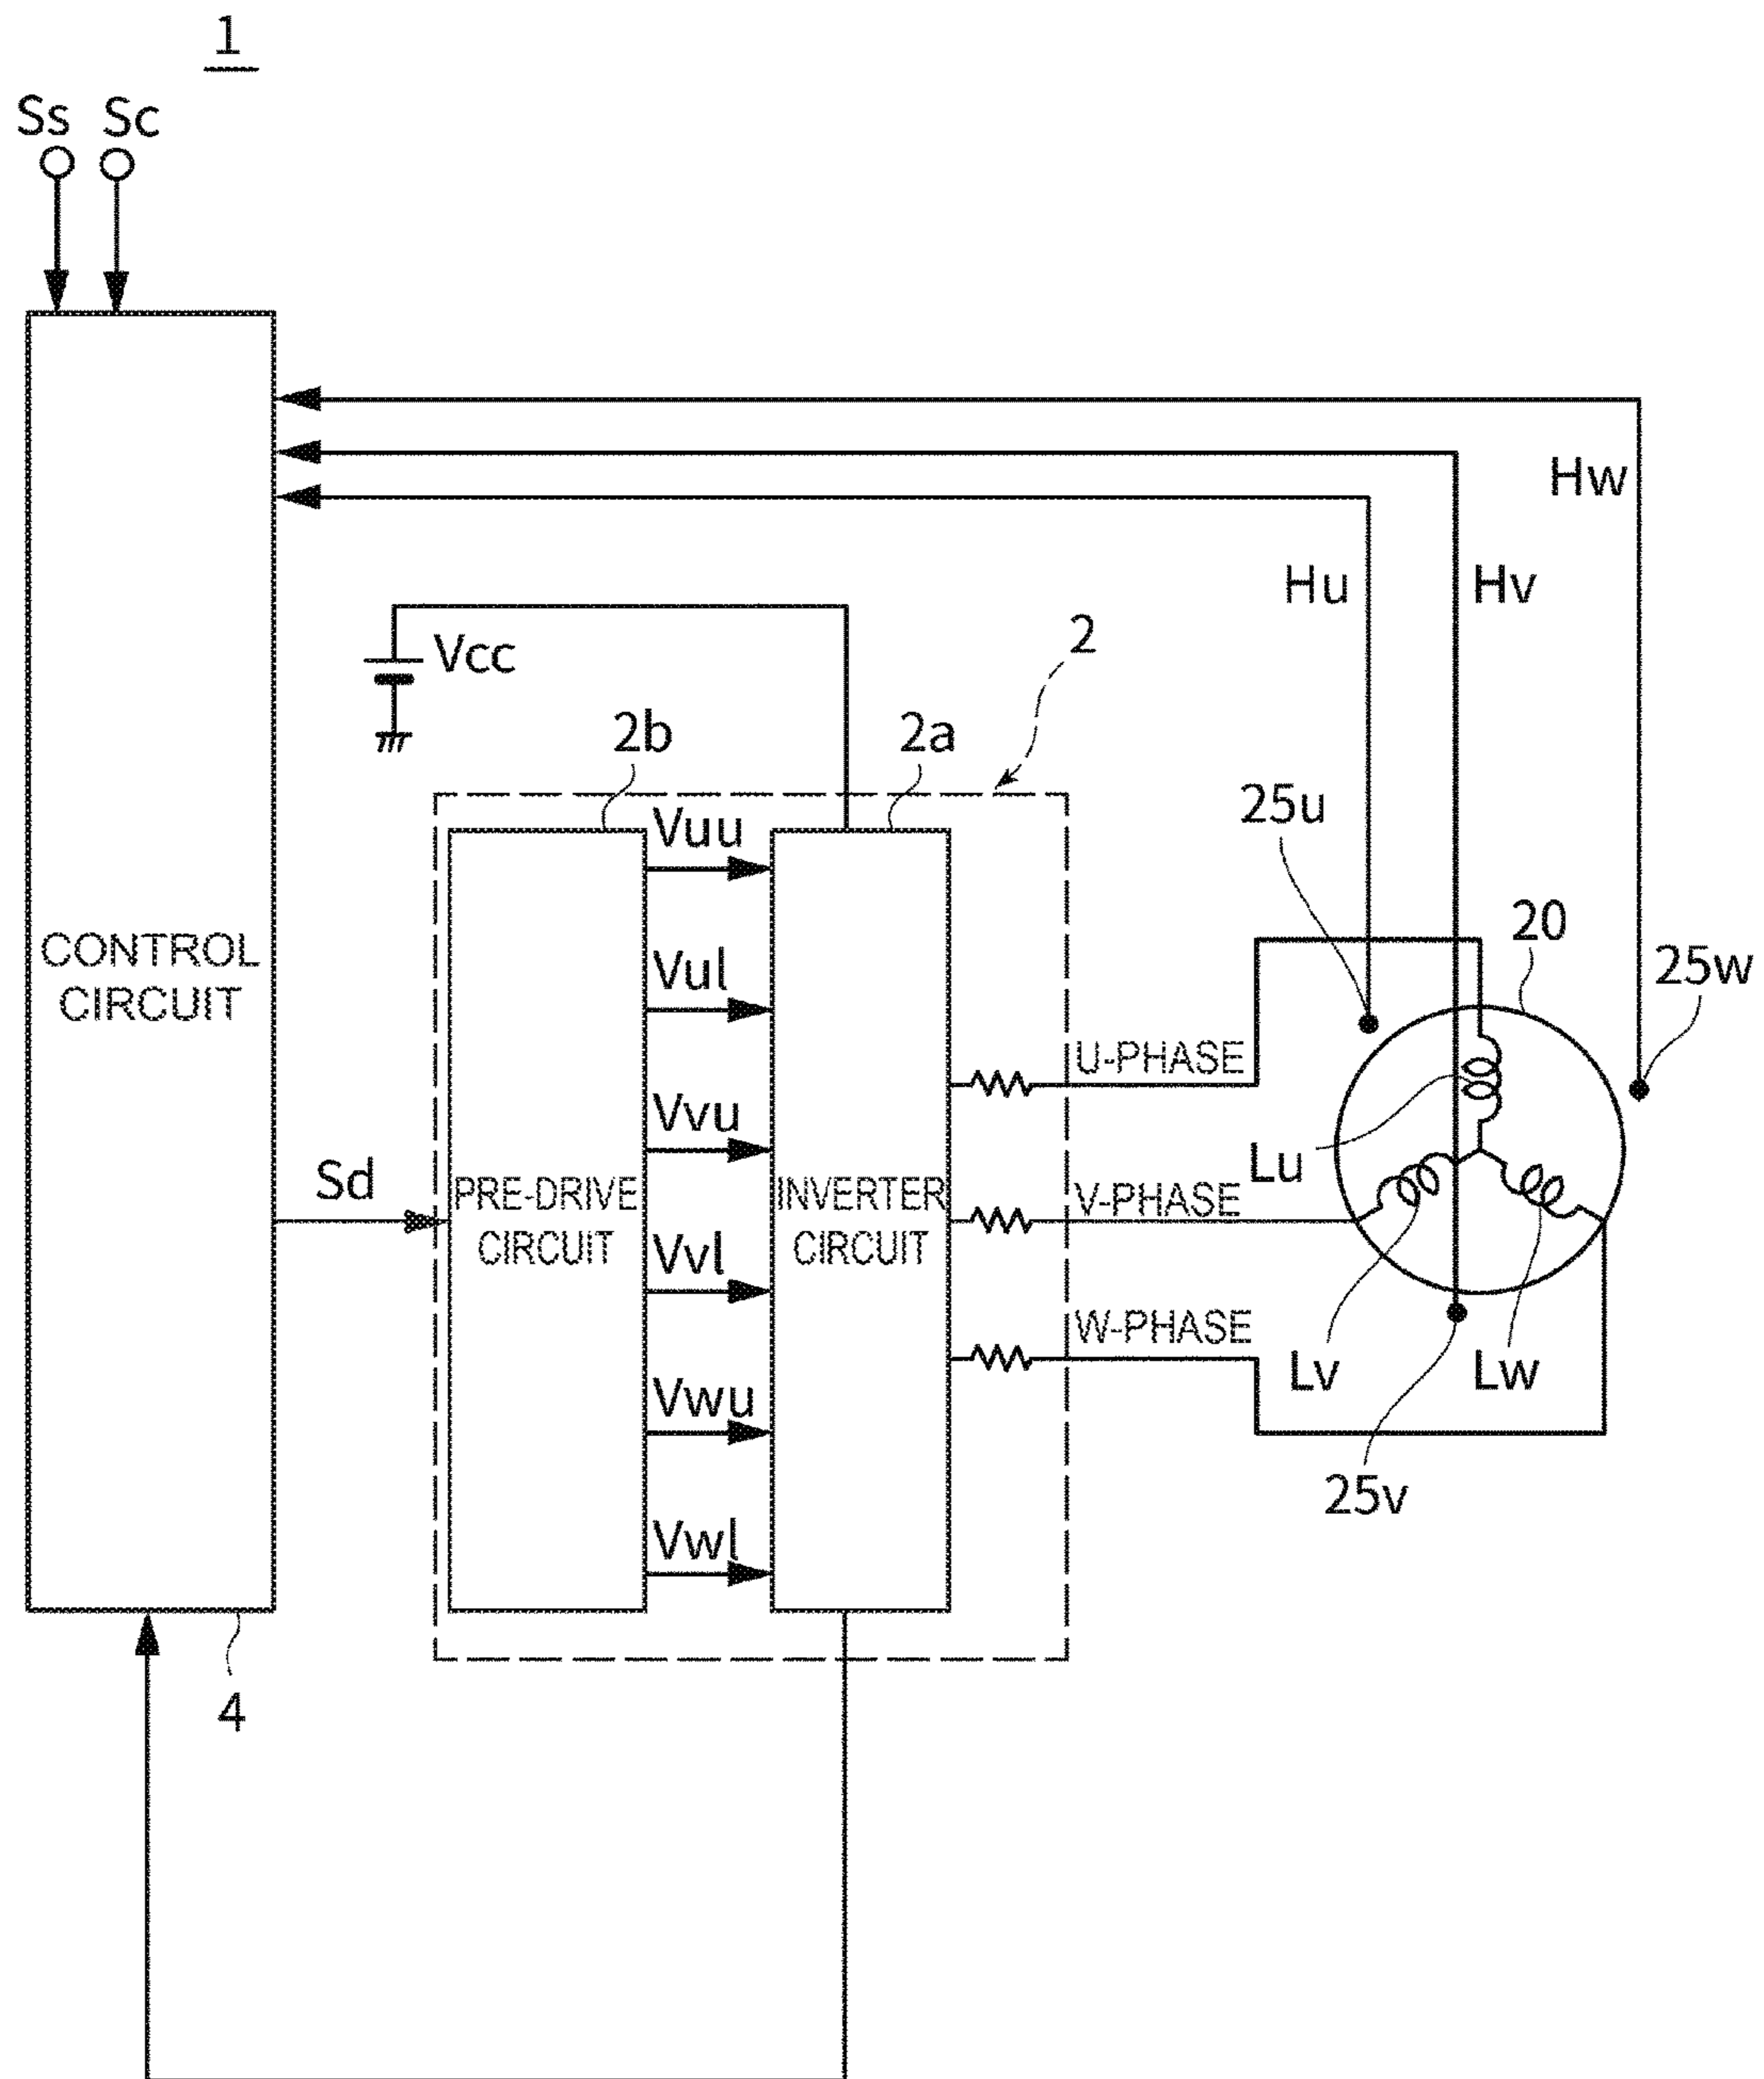 1
Ss Sc
Hw
Hu Hv
Vcc
2
2b 2a
25u
Vuu
20
25w
CONTROL
CIRCUIT
Vul
U-PHASE
Vvu
Lu
Sd
PRE-DRIVE
CIRCUIT
INVERTER
CIRCUIT
V-PHASE
Vvl
W-PHASE
Lv Lw
Vwu
25v
Vwl
4